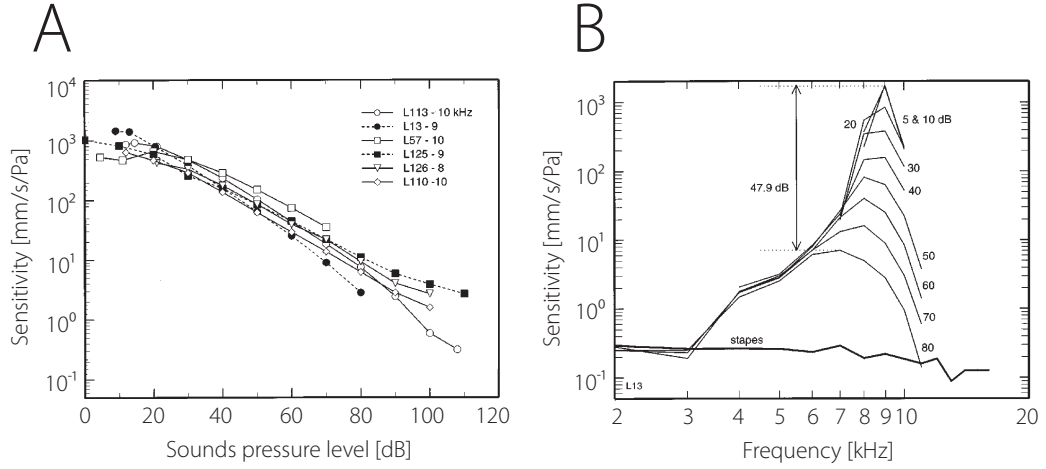 A
B
10^4
10^3
10^2
10^1
10^0
10^-1
Sensitivity [mm/s/Pa]
L113 - 10 kHz
L13 - 9
L57 - 10
L125 - 9
L126 - 8
L110 -10
0 20 40 60 80 100 120
Sounds pressure level [dB]
10^3
10^2
10^1
10^0
10^-1
Sensitivity [mm/s/Pa]
47.9 dB
20
5 & 10 dB
30
40
50
60
70
80
stapes
L13
2 3 4 5 6 7 8 9 10 20
Frequency [kHz]